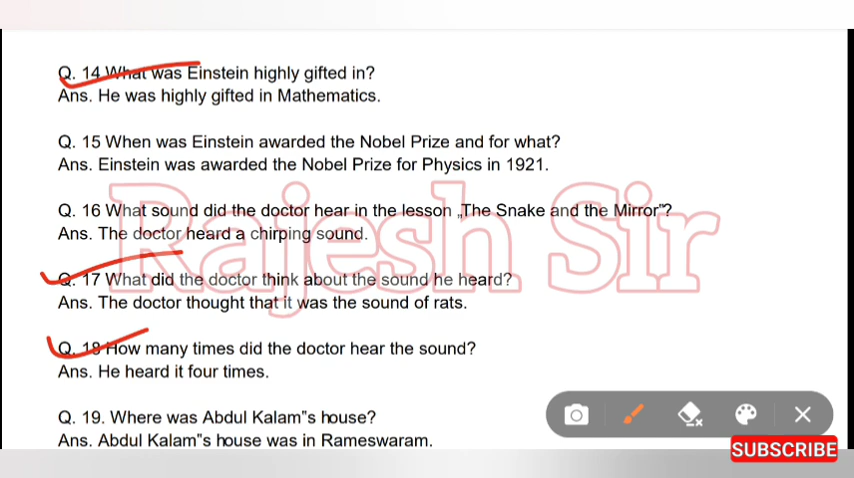 Q. 14 What was Einstein highly gifted in?
Ans. He was highly gifted in Mathematics.
Q. 15 When was Einstein awarded the Nobel Prize and for what?
Ans. Einstein was awarded the Nobel Prize for Physics in 1921.
Q. 16 What sound did the doctor hear in the lesson „The Snake and the Mirror"?
Ans. The doctor heard a chirping sound.
Rajesh Sir
Q. 17 What did the doctor think about the sound he heard?
Ans. The doctor thought that it was the sound of rats.
Q. 18 How many times did the doctor hear the sound?
Ans. He heard it four times.
Q. 19. Where was Abdul Kalam"s house?
Ans. Abdul Kalam"s house was in Rameswaram.
SUBSCRIBE